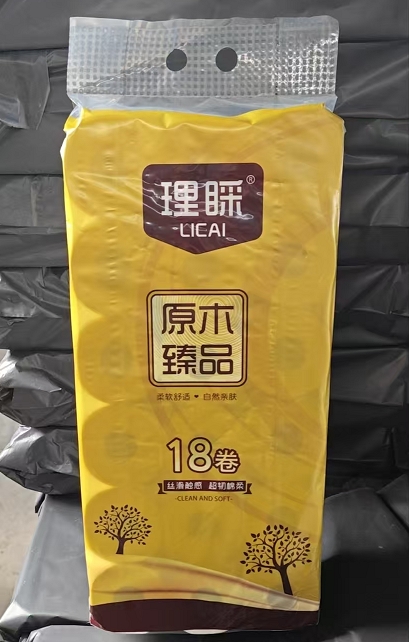 理睬®
LICAI
原木
臻品
柔软舒适❤自然亲肤
18卷
丝滑触感 超韧棉柔
-CLEAN AND SOFT-